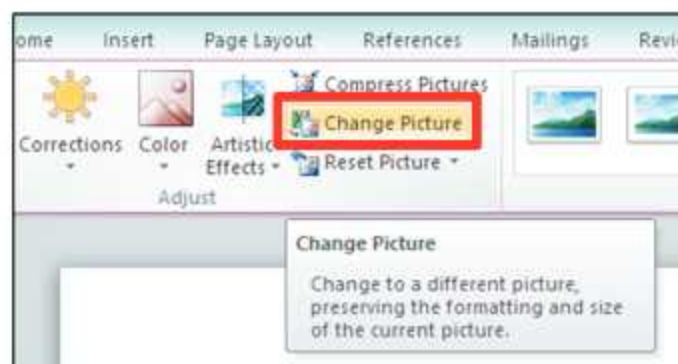 ome Insert Page Layout References Mailings Revi
Compress Pictures
Change Picture
Corrections Color Artistic
Effects Reset Picture
Adjust
Change Picture
Change to a different picture,
preserving the formatting and size
of the current picture.